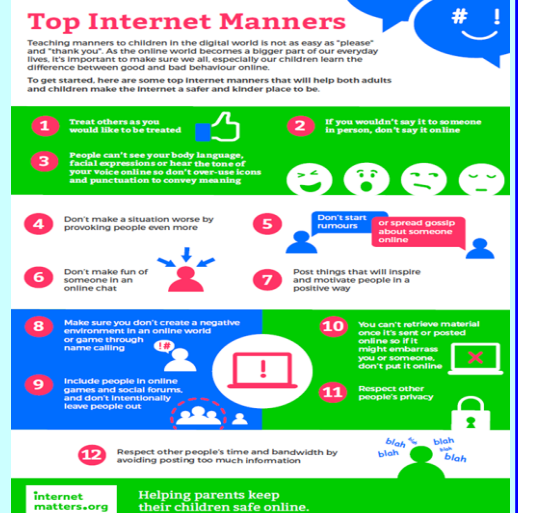 Top Internet Manners
# !
Teaching manners to children in the digital world is not as easy as "please"
and "thank you". As the online world becomes a bigger part of our everyday
lives, it's important to make sure we all, especially our children learn the
difference between good and bad behaviour online.
To get started, here are some top internet manners that will help both adults
and children make the internet a safer and kinder place to be.
1
Treat others as you
would like to be treated
2
If you wouldn't say it to someone
in person, don't say it online
3
People can't see your body language,
facial expressions or hear the tone of
your voice online so don't over-use icons
and punctuation to convey meaning
4
Don't make a situation worse by
provoking people even more
5
Don't start
rumours
or spread gossip
about someone
online
6
Don't make fun of
someone in an
online chat
7
Post things that will inspire
and motivate people in a
positive way
8
Make sure you don't create a negative
environment in an online world
or game through
name calling
!#
!
9
Include people in online
games and social forums,
and don't intentionally
leave people out
10
You can't retrieve material
once it's sent or posted
online so if it
might embarrass
you or someone,
don't put it online
11
Respect other
people's privacy
12
Respect other people's time and bandwidth by
avoiding posting too much information
blah blah blah
blah blah blah
internet
matters.org
Helping parents keep
their children safe online.